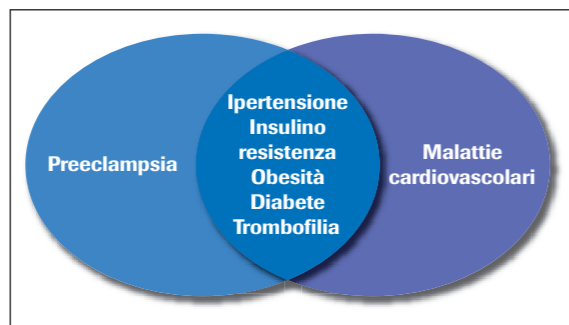 Preeclampsia
Ipertensione
Insulino
resistenza
Obesità
Diabete
Trombofilia
Malattie
cardiovascolari